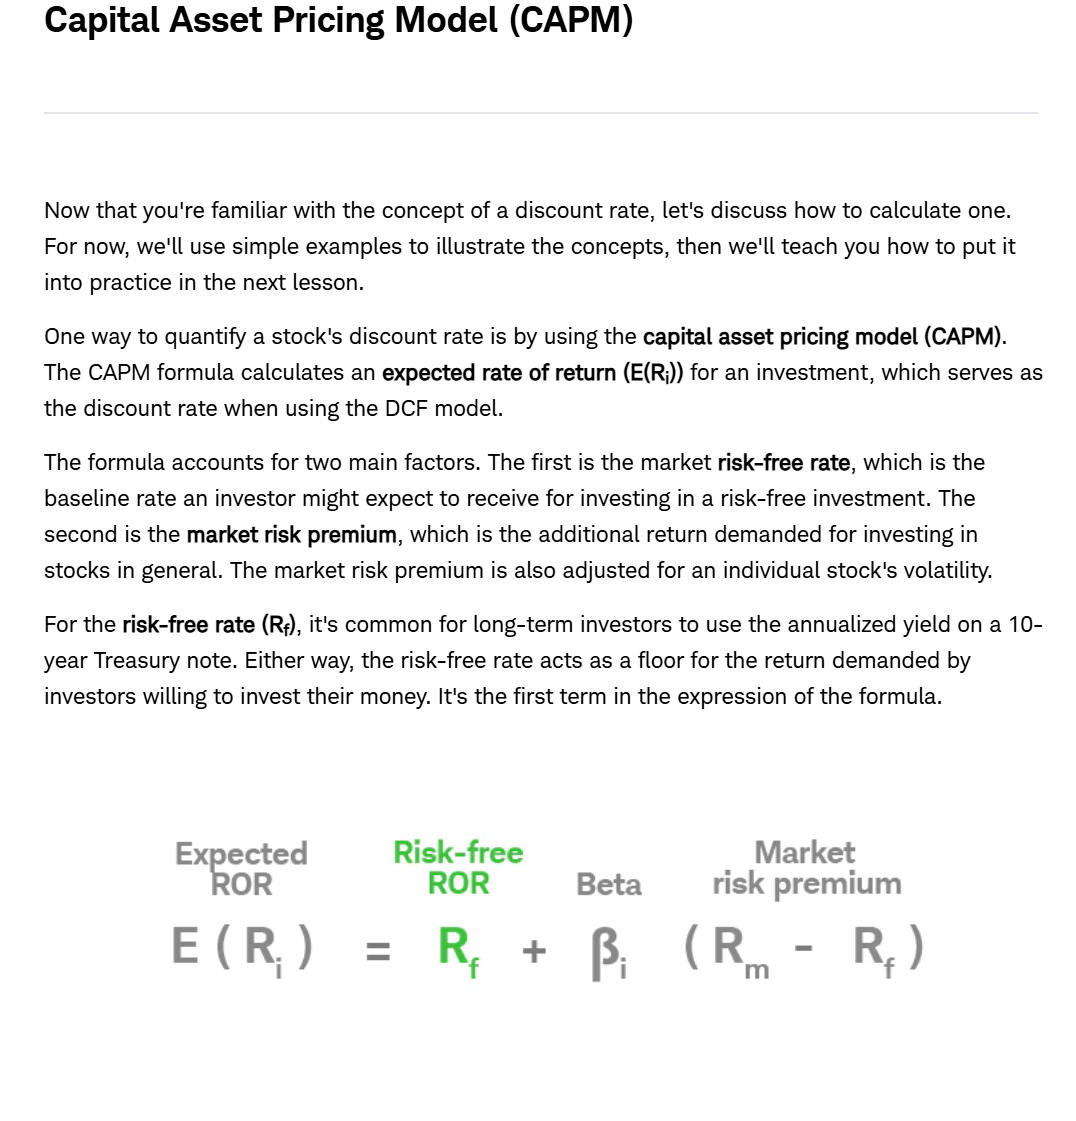 Capital Asset Pricing Model (CAPM)
Now that you're familiar with the concept of a discount rate, let's discuss how to calculate one.
For now, we'll use simple examples to illustrate the concepts, then we'll teach you how to put it
into practice in the next lesson.
One way to quantify a stock's discount rate is by using the capital asset pricing model (CAPM).
The CAPM formula calculates an expected rate of return (E(Rᵢ)) for an investment, which serves as
the discount rate when using the DCF model.
The formula accounts for two main factors. The first is the market risk-free rate, which is the
baseline rate an investor might expect to receive for investing in a risk-free investment. The
second is the market risk premium, which is the additional return demanded for investing in
stocks in general. The market risk premium is also adjusted for an individual stock's volatility.
For the risk-free rate (Rf), it's common for long-term investors to use the annualized yield on a 10-
year Treasury note. Either way, the risk-free rate acts as a floor for the return demanded by
investors willing to invest their money. It's the first term in the expression of the formula.
Expected Risk-free Market
ROR ROR Beta risk premium
E ( Rᵢ ) = Rf + βᵢ ( Rm - Rf )